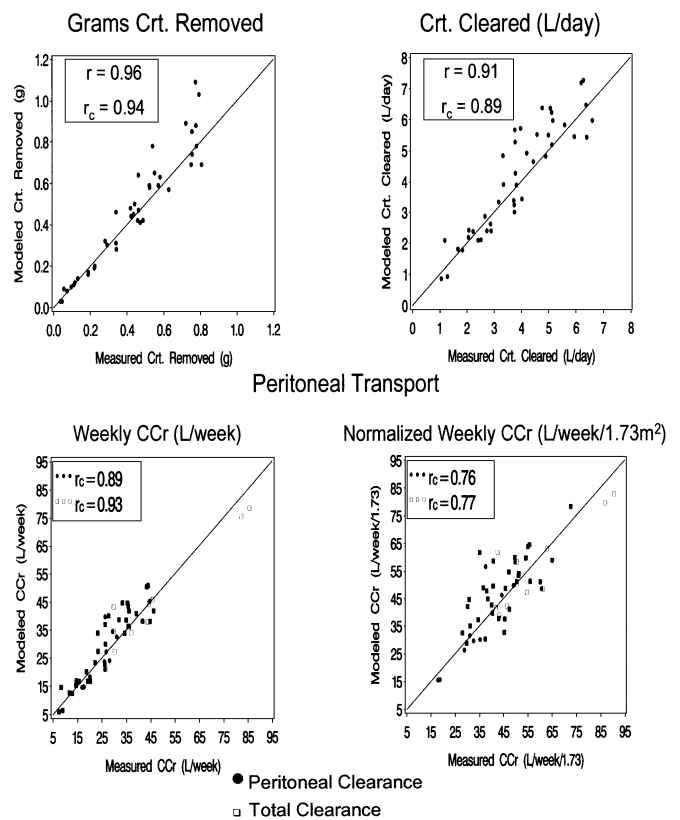 Grams Crt. Removed
Crt. Cleared (L/day)
r = 0.96
rc = 0.94
Modeled Crt. Removed (g)
1.2
1.0
0.8
0.6
0.4
0.2
0.0
0.0 0.2 0.4 0.6 0.8 1.0 1.2
Measured Crt. Removed (g)
r = 0.91
rc = 0.89
Modeled Crt. Cleared (L/day)
8
7
6
5
4
3
2
1
0
0 1 2 3 4 5 6 7 8
Measured Crt. Cleared (L/day)
Peritoneal Transport
Weekly CCr (L/week)
Normalized Weekly CCr (L/week/1.73m²)
rc = 0.89
rc = 0.93
Modeled CCr (L/week)
95
85
75
65
55
45
35
25
15
5
5 15 25 35 45 55 65 75 85 95
Measured CCr (L/week)
rc = 0.76
rc = 0.77
Modeled CCr (L/week/1.73)
95
85
75
65
55
45
35
25
15
5
5 15 25 35 45 55 65 75 85 95
Measured CCr (L/week/1.73)
Peritoneal Clearance
Total Clearance